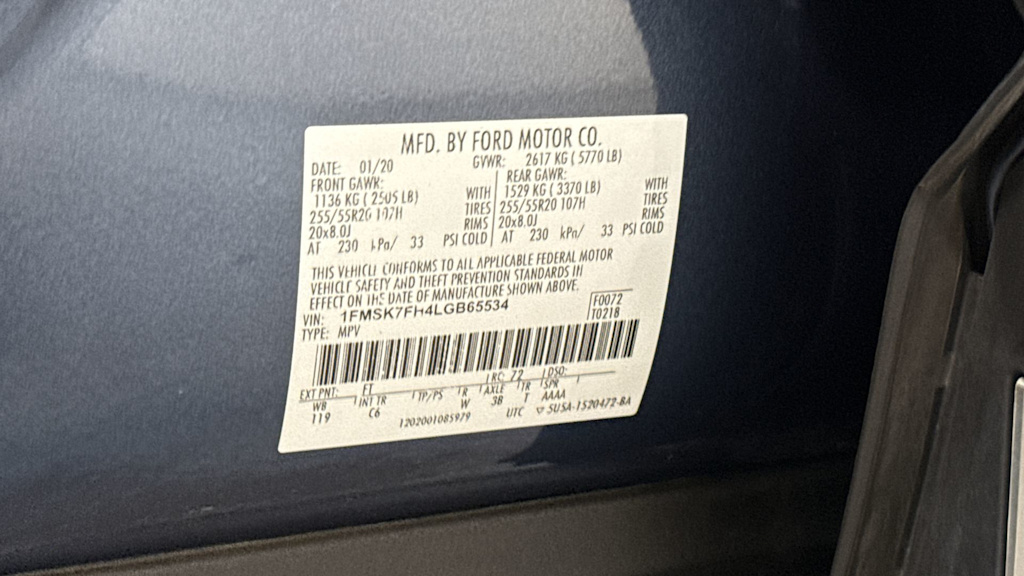 MFD. BY FORD MOTOR CO.
DATE: 01/20 GVWR: 2617 KG ( 5770 LB)
FRONT GAWR: REAR GAWR:
1136 KG ( 2505 LB) WITH 1529 KG ( 3370 LB) WITH
255/55R20 107H TIRES 255/55R20 107H TIRES
20x8.0J RIMS 20x8.0J RIMS
AT 230 kPa/ 33 PSI COLD AT 230 kPa/ 33 PSI COLD
THIS VEHICLE CONFORMS TO ALL APPLICABLE FEDERAL MOTOR
VEHICLE SAFETY AND THEFT PREVENTION STANDARDS IN
EFFECT ON THE DATE OF MANUFACTURE SHOWN ABOVE.
VIN: 1FMSK7FH4LGB65534 F0072
TYPE: MPV T0218
EXT PNT: FT RC: 72 DSO:
WB INT TR TP/PS R AXLE TR SPR
119 C6 W 3B T AAAA
1202001085979 UTC ▽ 5USA-1520472-BA